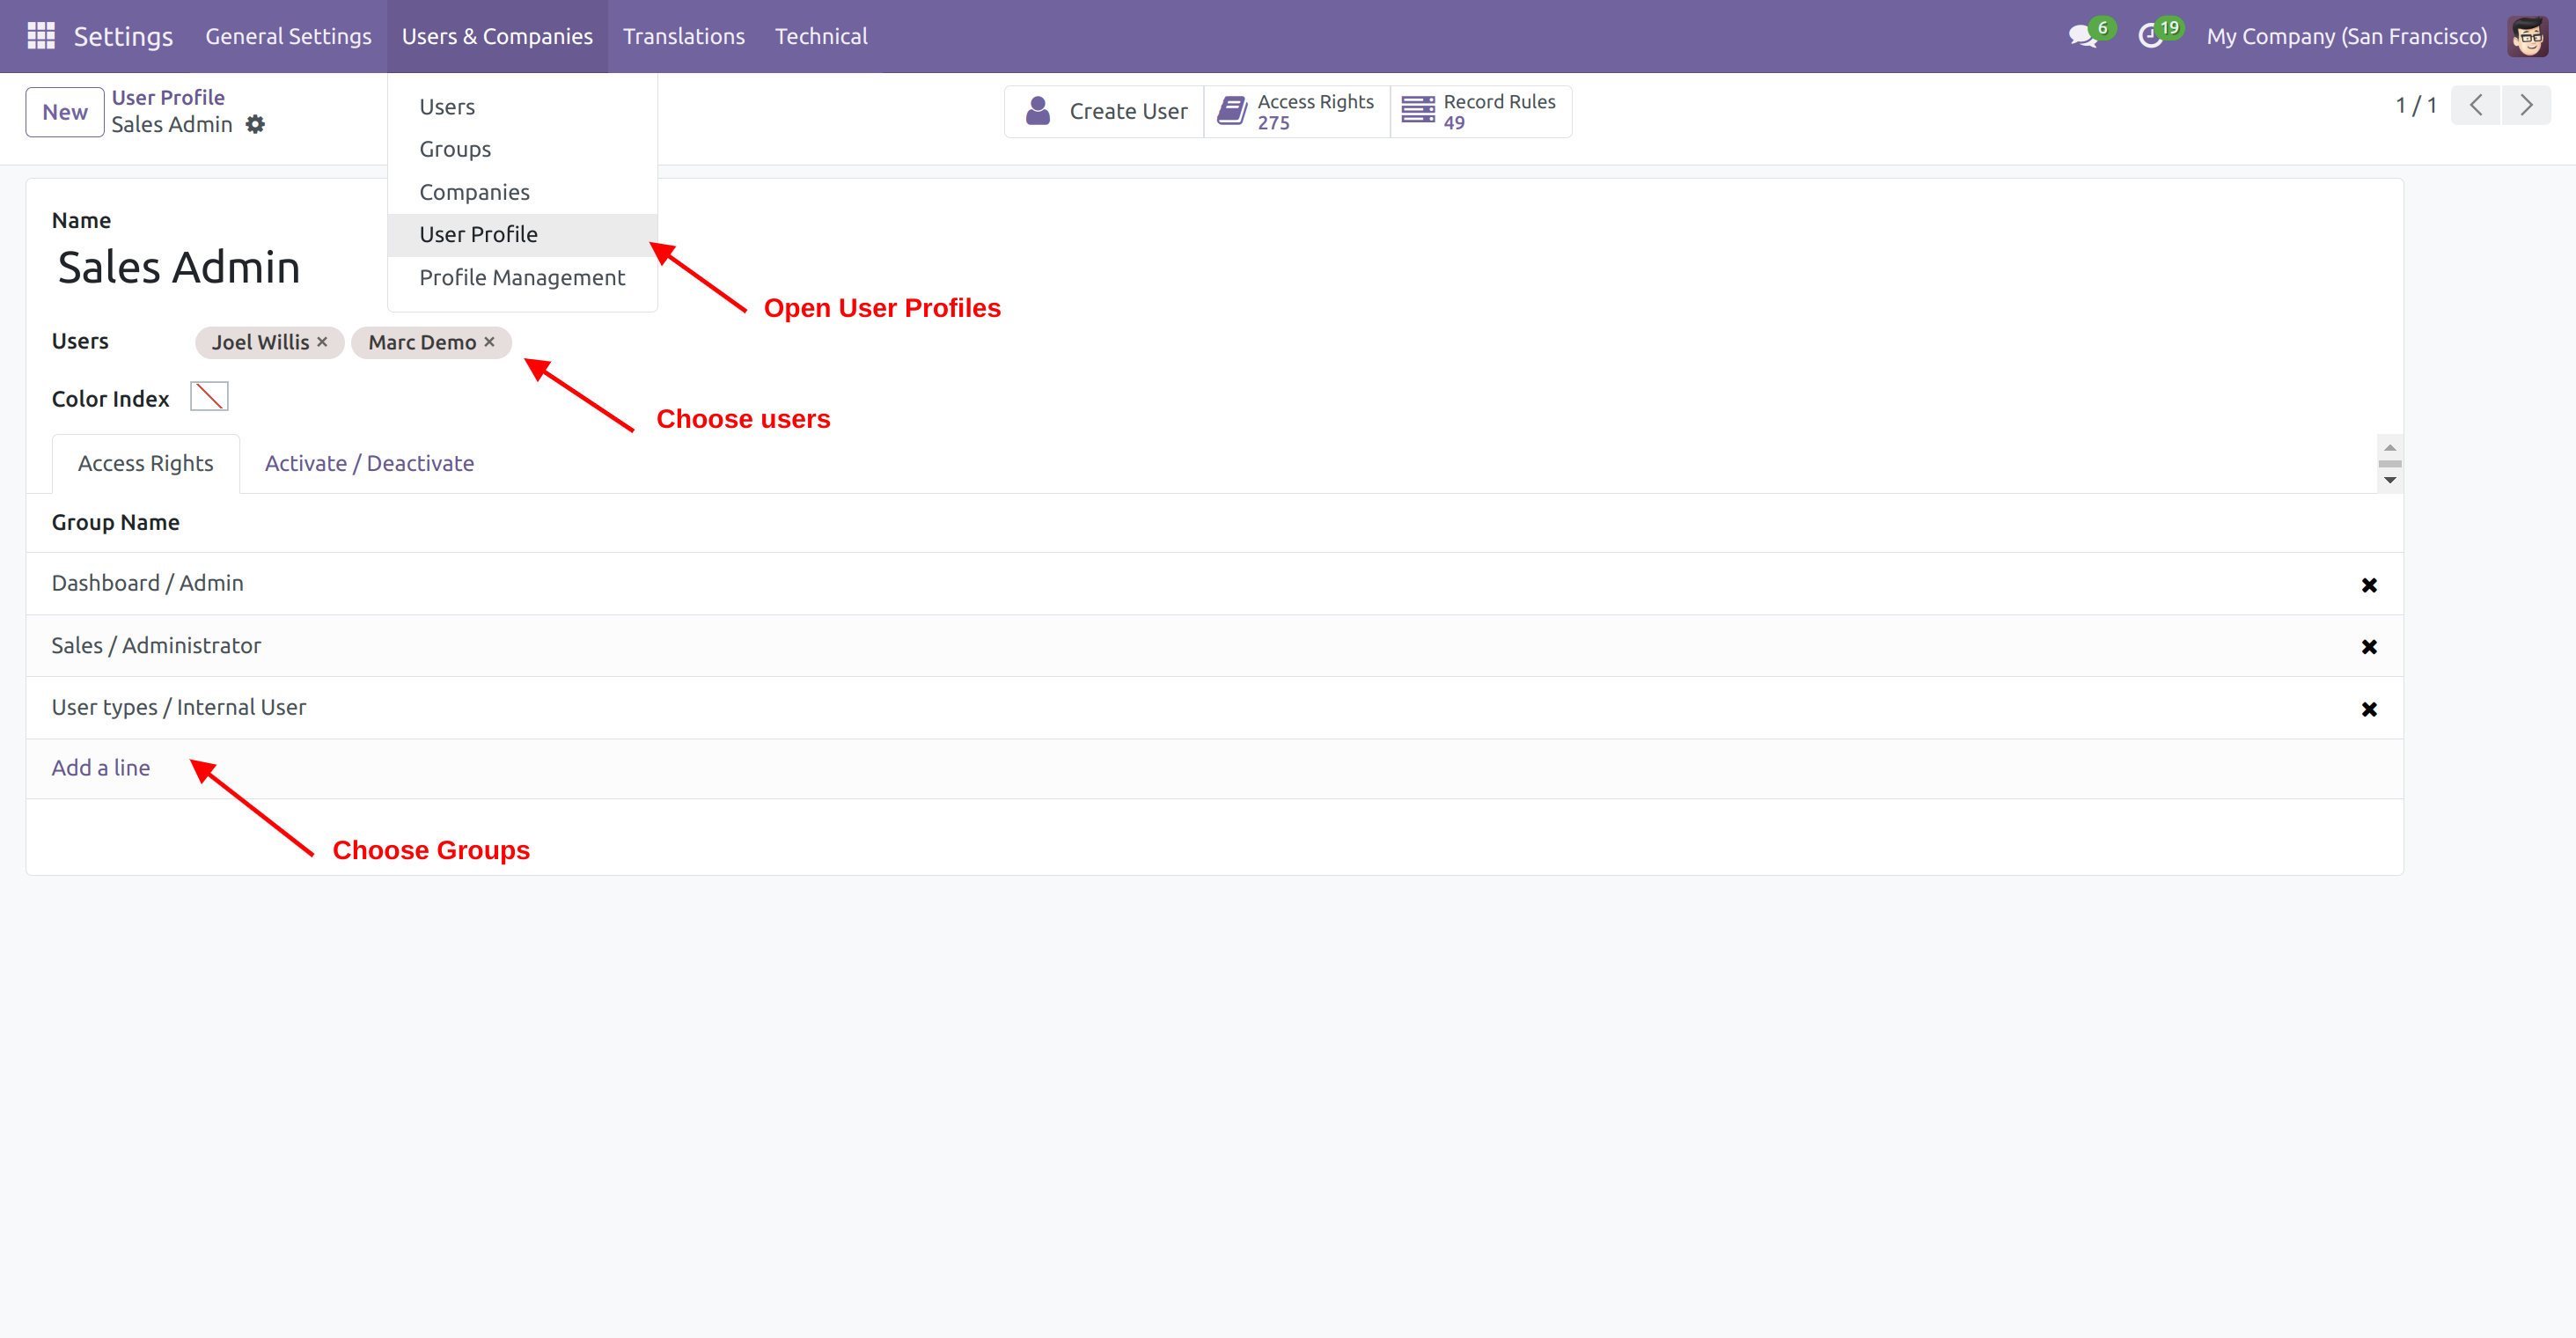 Settings General Settings Users & Companies Translations Technical 6 19 My Company (San Francisco)
New
User Profile
Sales Admin
Users
Groups
Companies
User Profile
Profile Management
Create User
Access Rights
275
Record Rules
49
1 / 1
Name
Sales Admin
Open User Profiles
Users Joel Willis × Marc Demo ×
Choose users
Color Index
Access Rights Activate / Deactivate
Group Name
Dashboard / Admin
Sales / Administrator
User types / Internal User
Add a line
Choose Groups